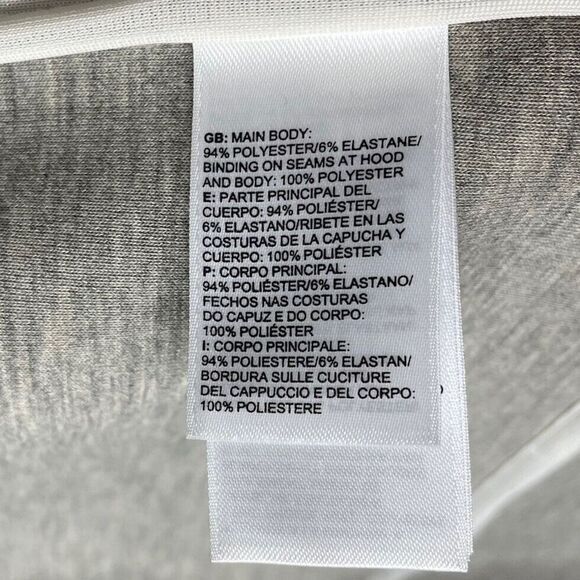 GB: MAIN BODY:
94% POLYESTER/6% ELASTANE/
BINDING ON SEAMS AT HOOD
AND BODY: 100% POLYESTER
E: PARTE PRINCIPAL DEL
CUERPO: 94% POLIÉSTER/
6% ELASTANO/RIBETE EN LAS
COSTURAS DE LA CAPUCHA Y
CUERPO: 100% POLIÉSTER
P: CORPO PRINCIPAL:
94% POLIÉSTER/6% ELASTANO/
FECHOS NAS COSTURAS
DO CAPUZ E DO CORPO:
100% POLIÉSTER
I: CORPO PRINCIPALE:
94% POLIESTERE/6% ELASTAN/
BORDURA SULLE CUCITURE
DEL CAPPUCCIO E DEL CORPO:
100% POLIESTERE